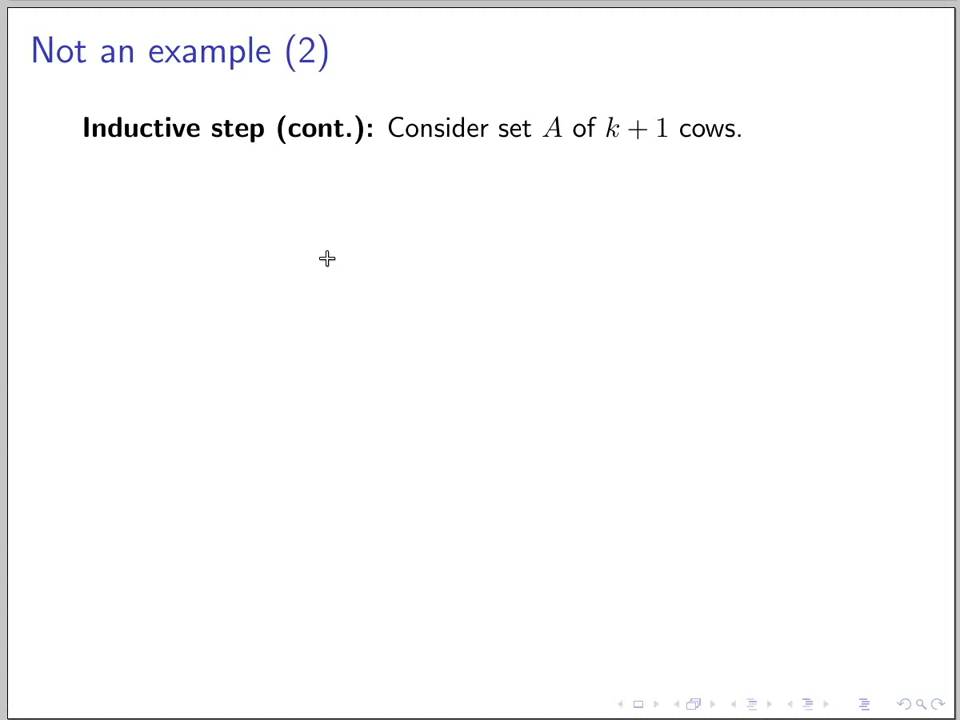 Not an example (2)
Inductive step (cont.): Consider set A of k + 1 cows.